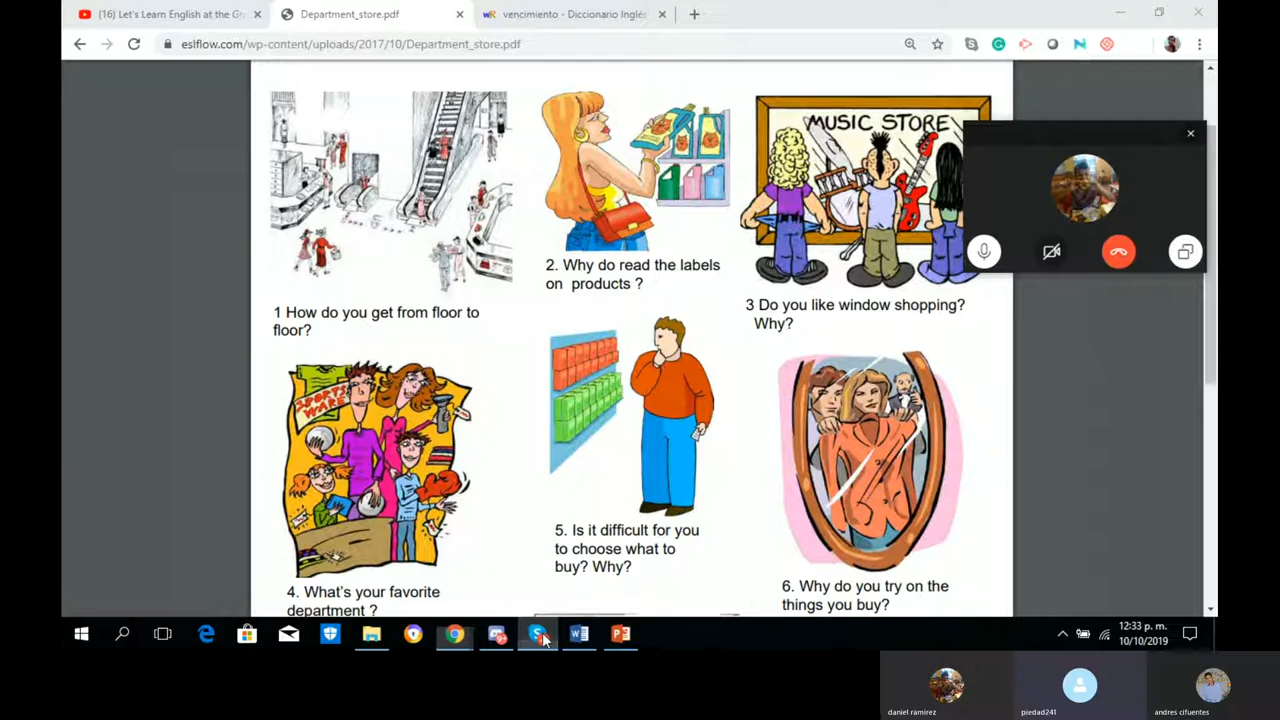 (16) Let's Learn English at the Gr
Department_store.pdf
vencimiento - Diccionario Inglés
eslflow.com/wp-content/uploads/2017/10/Department_store.pdf
MUSIC STORE
1 How do you get from floor to
floor?
2. Why do read the labels
on products ?
3 Do you like window shopping?
Why?
SPORTS
WARE
4. What's your favorite
department ?
5. Is it difficult for you
to choose what to
buy? Why?
6. Why do you try on the
things you buy?
12:33 p. m.
10/10/2019
daniel ramirez
piedad241
andres cifuentes